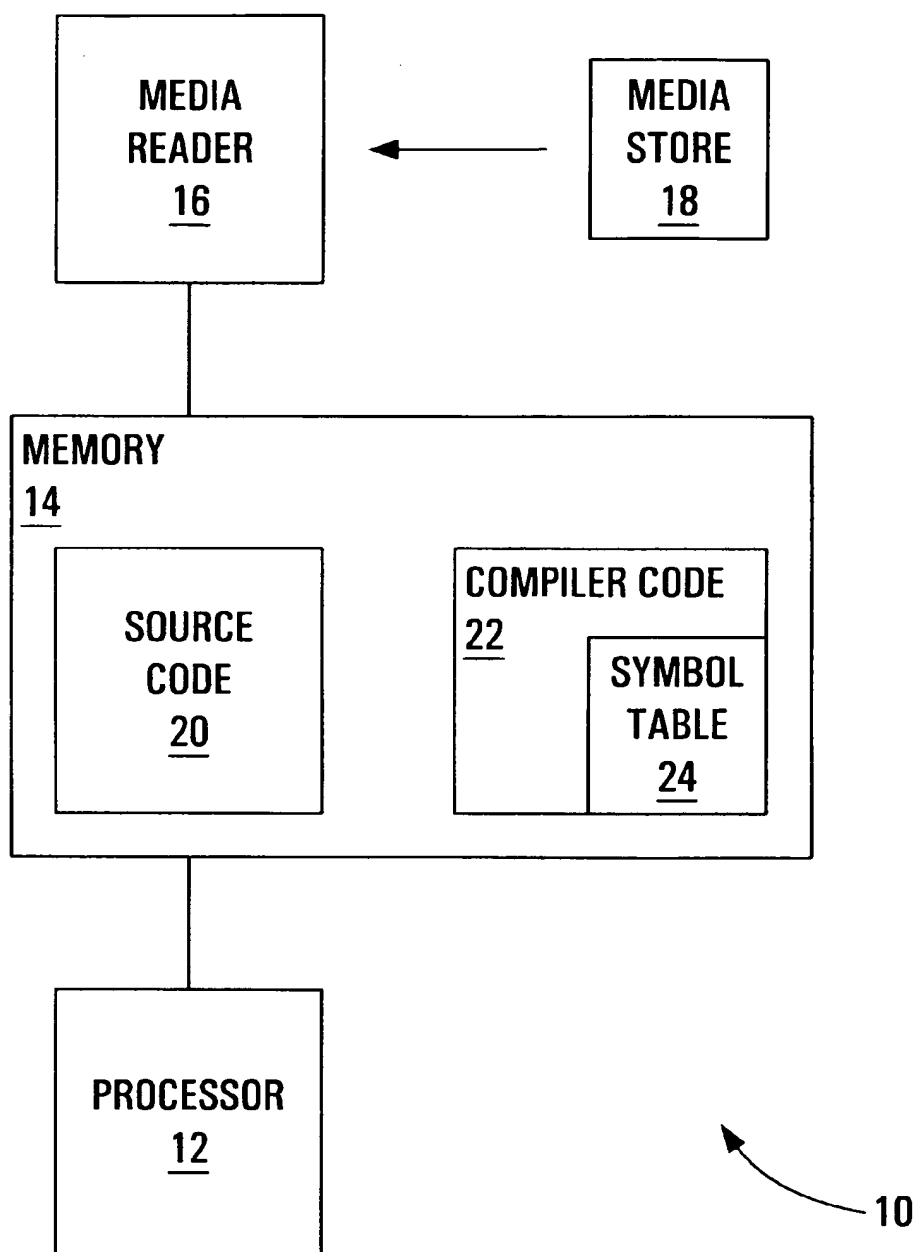 MEDIA
READER
16
MEDIA
STORE
18
MEMORY
14
SOURCE
CODE
20
COMPILER CODE
22
SYMBOL
TABLE
24
PROCESSOR
12
10